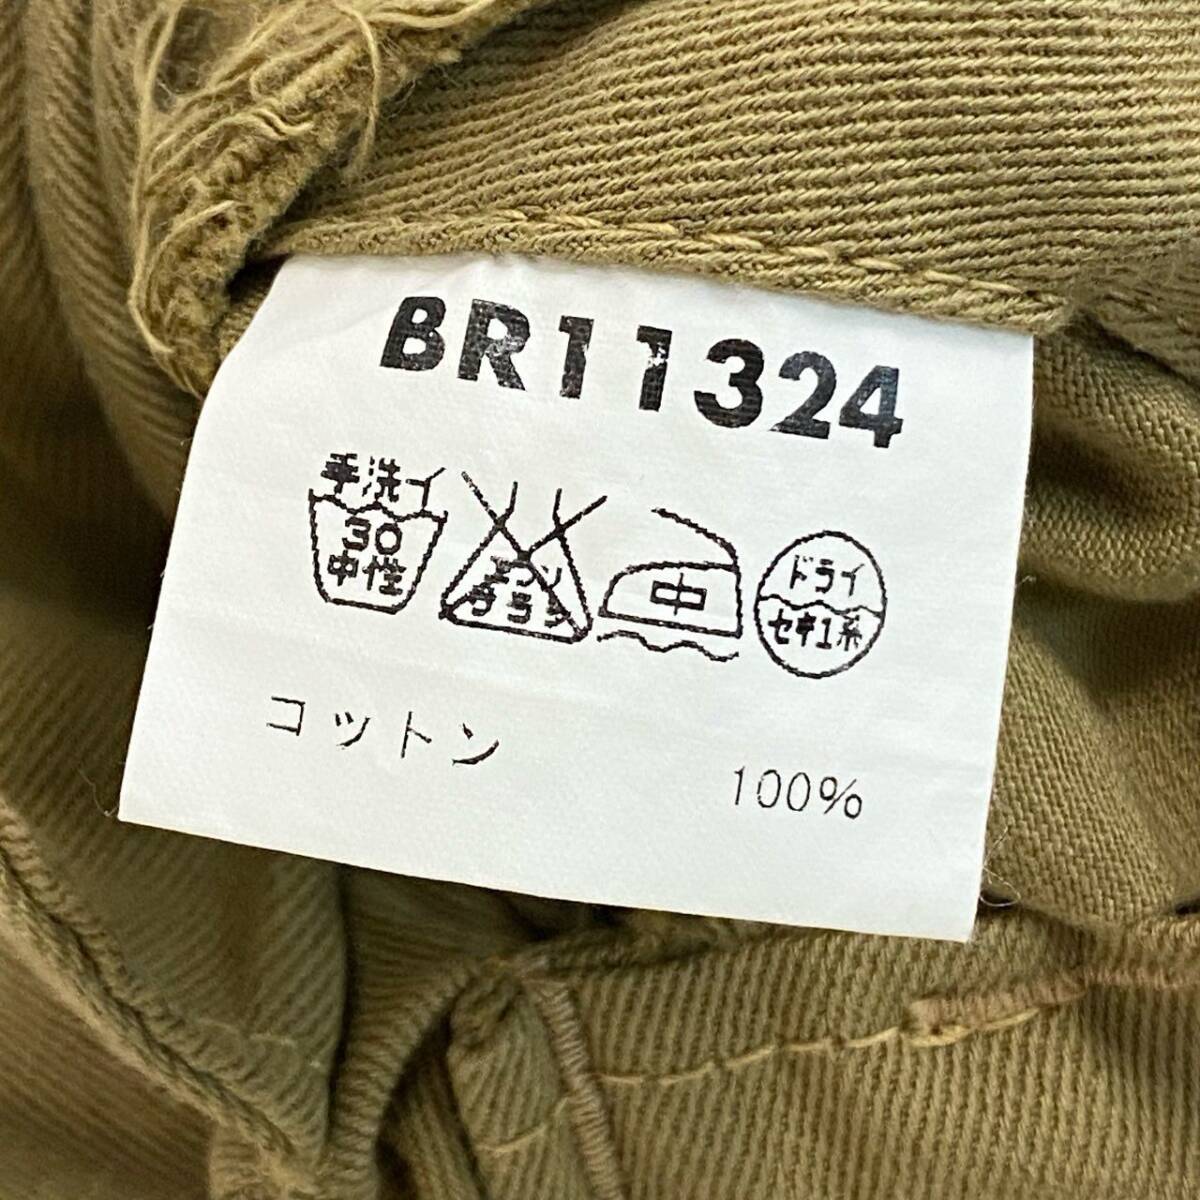 BR11324
手洗イ
30
中性
エンソ
サラシ
中
ドライ
セキユ系
コットン 100%